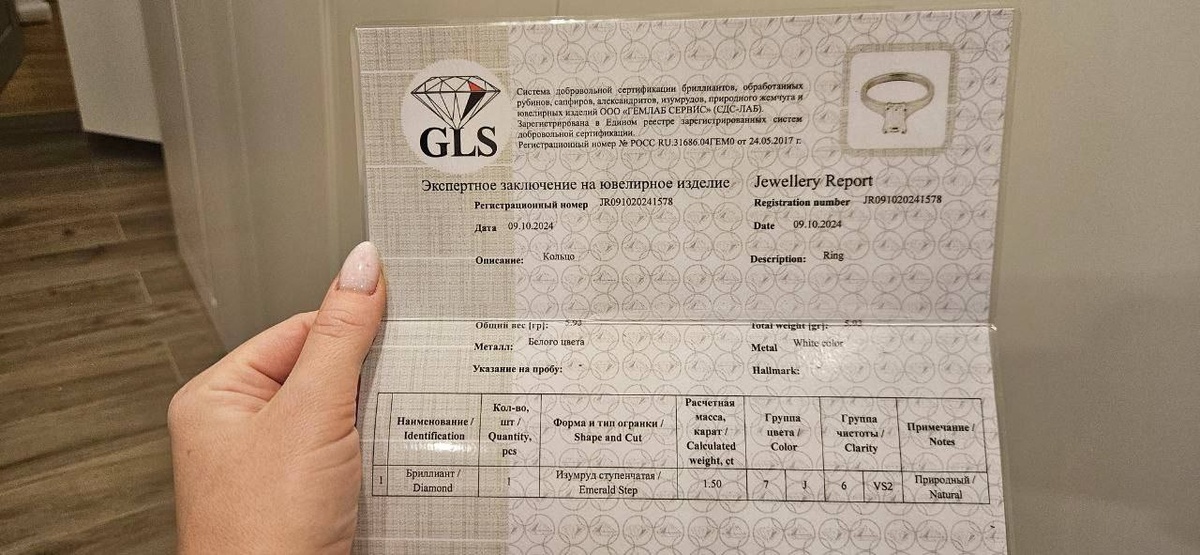 GLS
Система добровольной сертификации бриллиантов, обработанных
рубинов, сапфиров, александритов, изумрудов, природного жемчуга и
ювелирных изделий ООО «ГЕМЛАБ СЕРВИС» (СДС-ЛАБ).
Зарегистрирована в Едином реестре зарегистрированных систем
добровольной сертификации.
Регистрационный номер № РОСС RU.31686.04ГЕМ0 от 24.05.2017 г.
Экспертное заключение на ювелирное изделие Jewellery Report
Регистрационный номер JR091020241578 Registration number JR091020241578
Дата 09.10.2024 Date 09.10.2024
Описание: Кольцо Description: Ring
Общий вес [гр]: 5.93 Total weight [gr]: 5.93
Металл: Белого цвета Metal White color
Указание на пробу: - Hallmark: -
Наименование / Identification Кол-во, шт / Quantity, pcs Форма и тип огранки / Shape and Cut Расчетная масса, карат / Calculated weight, ct Группа цвета / Color Группа чистоты / Clarity Примечание / Notes
1 Бриллиант / Diamond 1 Изумруд ступенчатая / Emerald Step 1.50 7 J 6 VS2 Природный / Natural